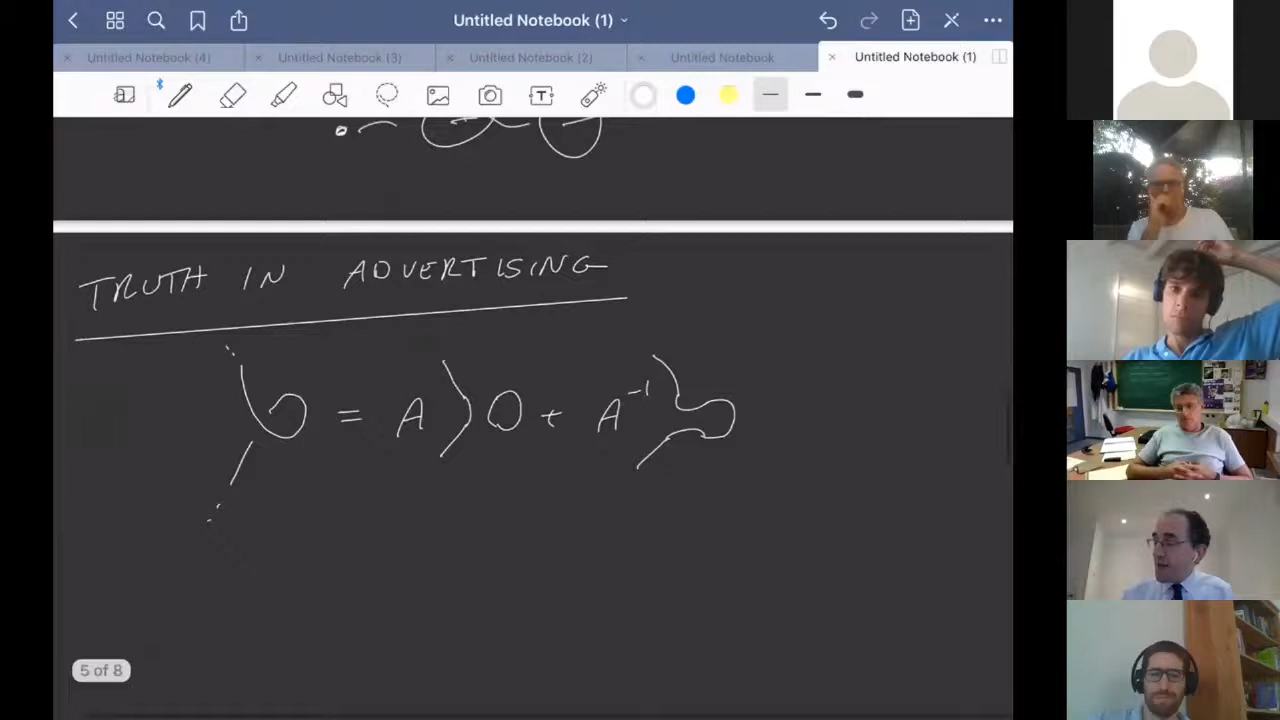 Untitled Notebook (1)
Untitled Notebook (4) Untitled Notebook (3) Untitled Notebook (2) Untitled Notebook Untitled Notebook (1)
TRUTH IN ADVERTISING
= A + A⁻¹
5 of 8